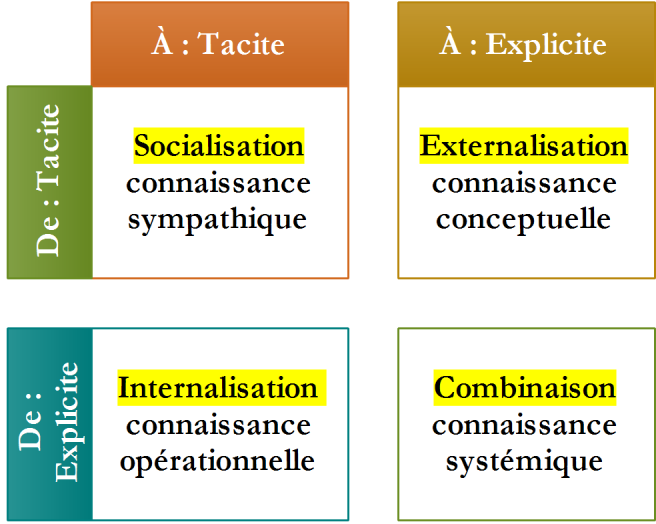 À : Tacite
À : Explicite
De : Tacite
Socialisation
connaissance
sympathique
Externalisation
connaissance
conceptuelle
De :
Explicite
Internalisation
connaissance
opérationnelle
Combinaison
connaissance
systémique